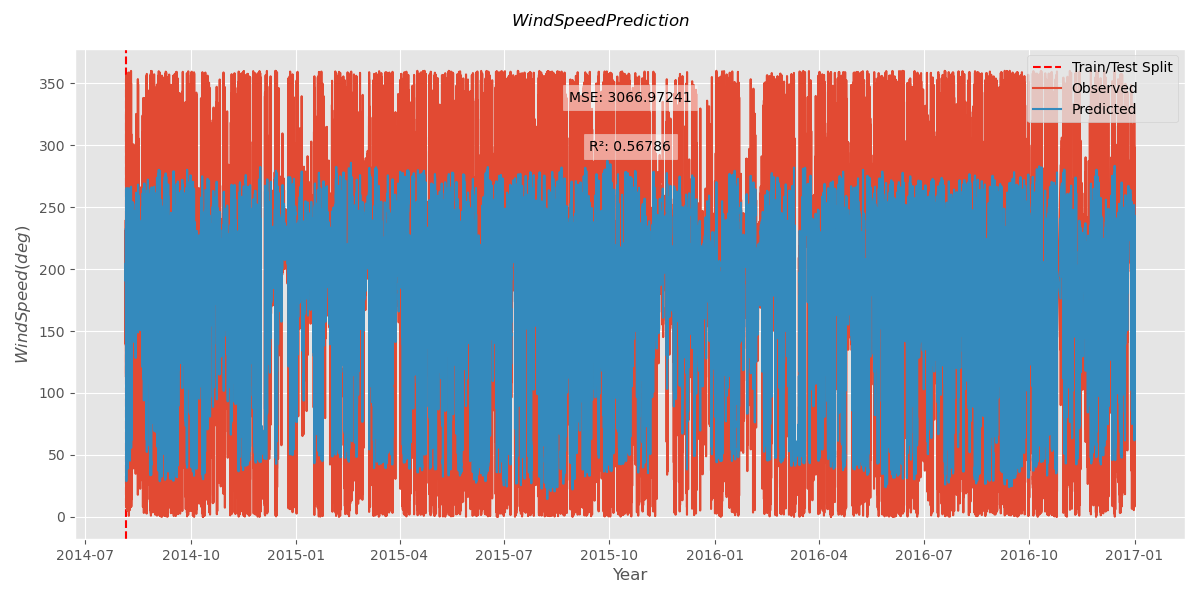 WindSpeedPrediction
Train/Test Split
Observed
Predicted
MSE: 3066.97241
R²: 0.56786
WindSpeed(deg)
350
300
250
200
150
100
50
0
2014-07
2014-10
2015-01
2015-04
2015-07
2015-10
2016-01
2016-04
2016-07
2016-10
2017-01
Year